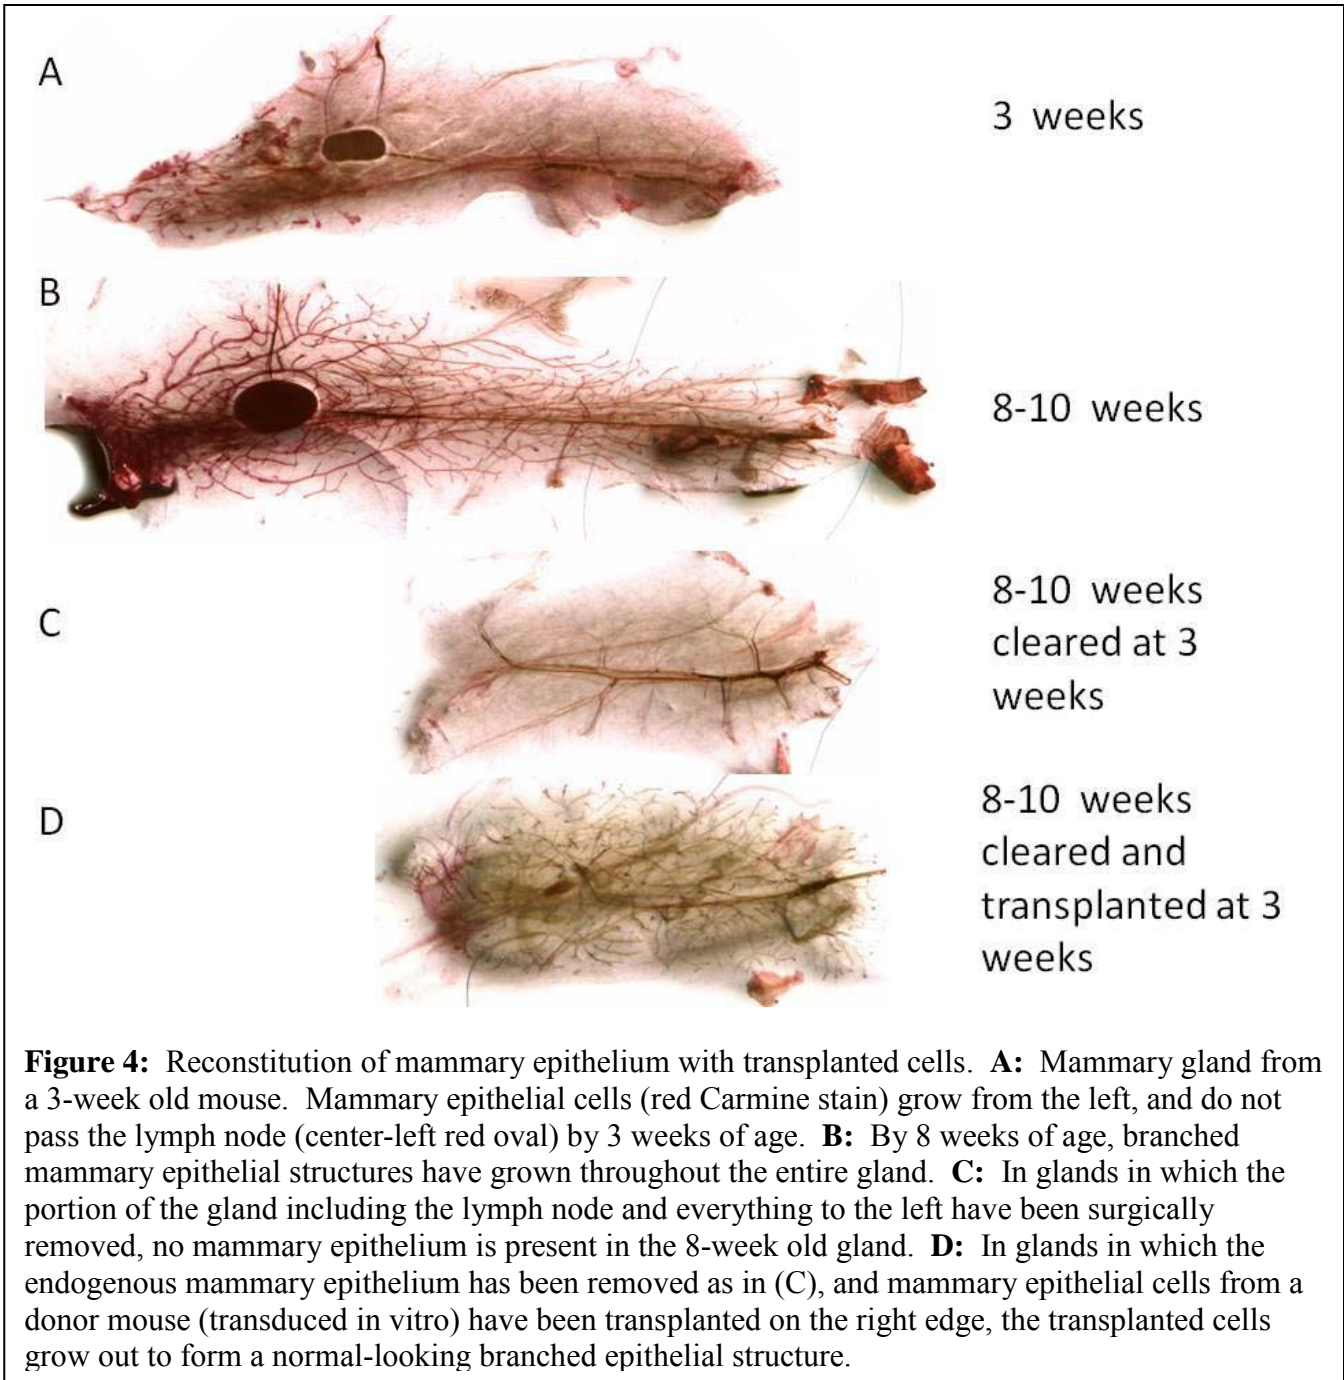 A
3 weeks
B
8-10 weeks
C
8-10 weeks
cleared at 3
weeks
D
8-10 weeks
cleared and
transplanted at 3
weeks
Figure 4: Reconstitution of mammary epithelium with transplanted cells. A: Mammary gland from
a 3-week old mouse. Mammary epithelial cells (red Carmine stain) grow from the left, and do not
pass the lymph node (center-left red oval) by 3 weeks of age. B: By 8 weeks of age, branched
mammary epithelial structures have grown throughout the entire gland. C: In glands in which the
portion of the gland including the lymph node and everything to the left have been surgically
removed, no mammary epithelium is present in the 8-week old gland. D: In glands in which the
endogenous mammary epithelium has been removed as in (C), and mammary epithelial cells from a
donor mouse (transduced in vitro) have been transplanted on the right edge, the transplanted cells
grow out to form a normal-looking branched epithelial structure.